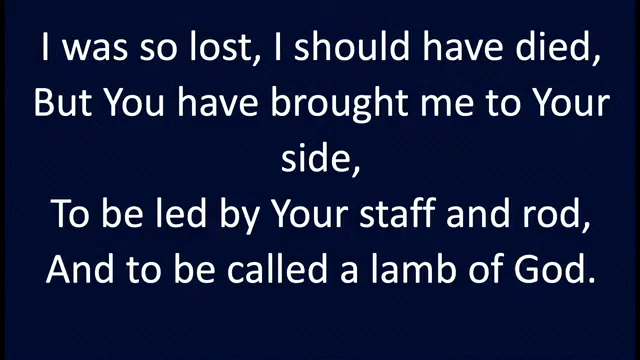 I was so lost, I should have died,
But You have brought me to Your
side,
To be led by Your staff and rod,
And to be called a lamb of God.